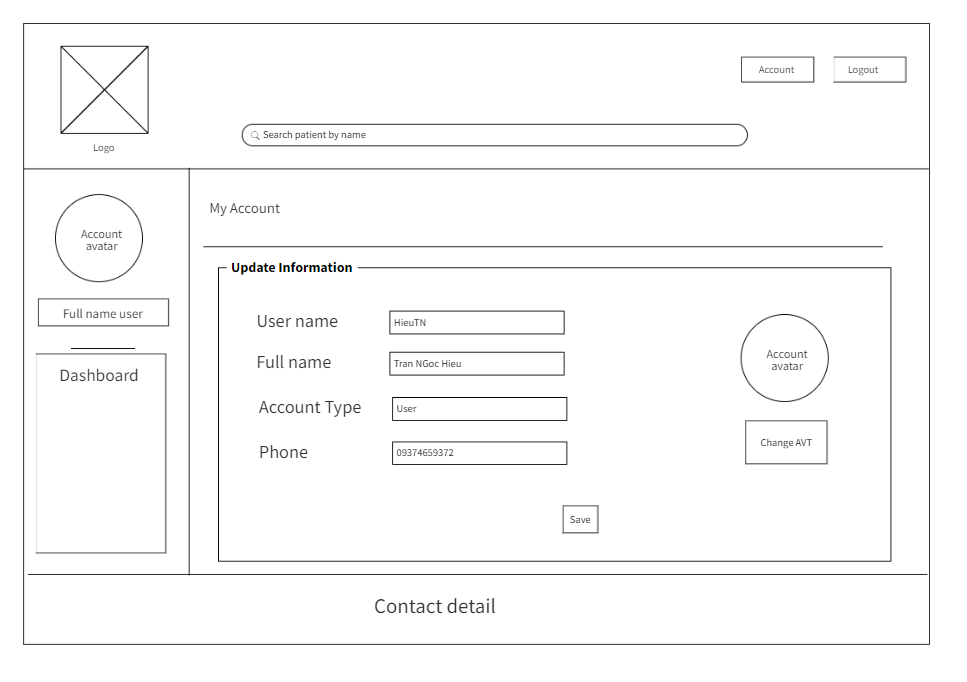 Account
Logout
Search patient by name
Logo
Account
avatar
Full name user
Dashboard
My Account
Update Information
User name
HieuTN
Full name
Tran NGoc Hieu
Account Type
User
Phone
09374659372
Account
avatar
Change AVT
Save
Contact detail